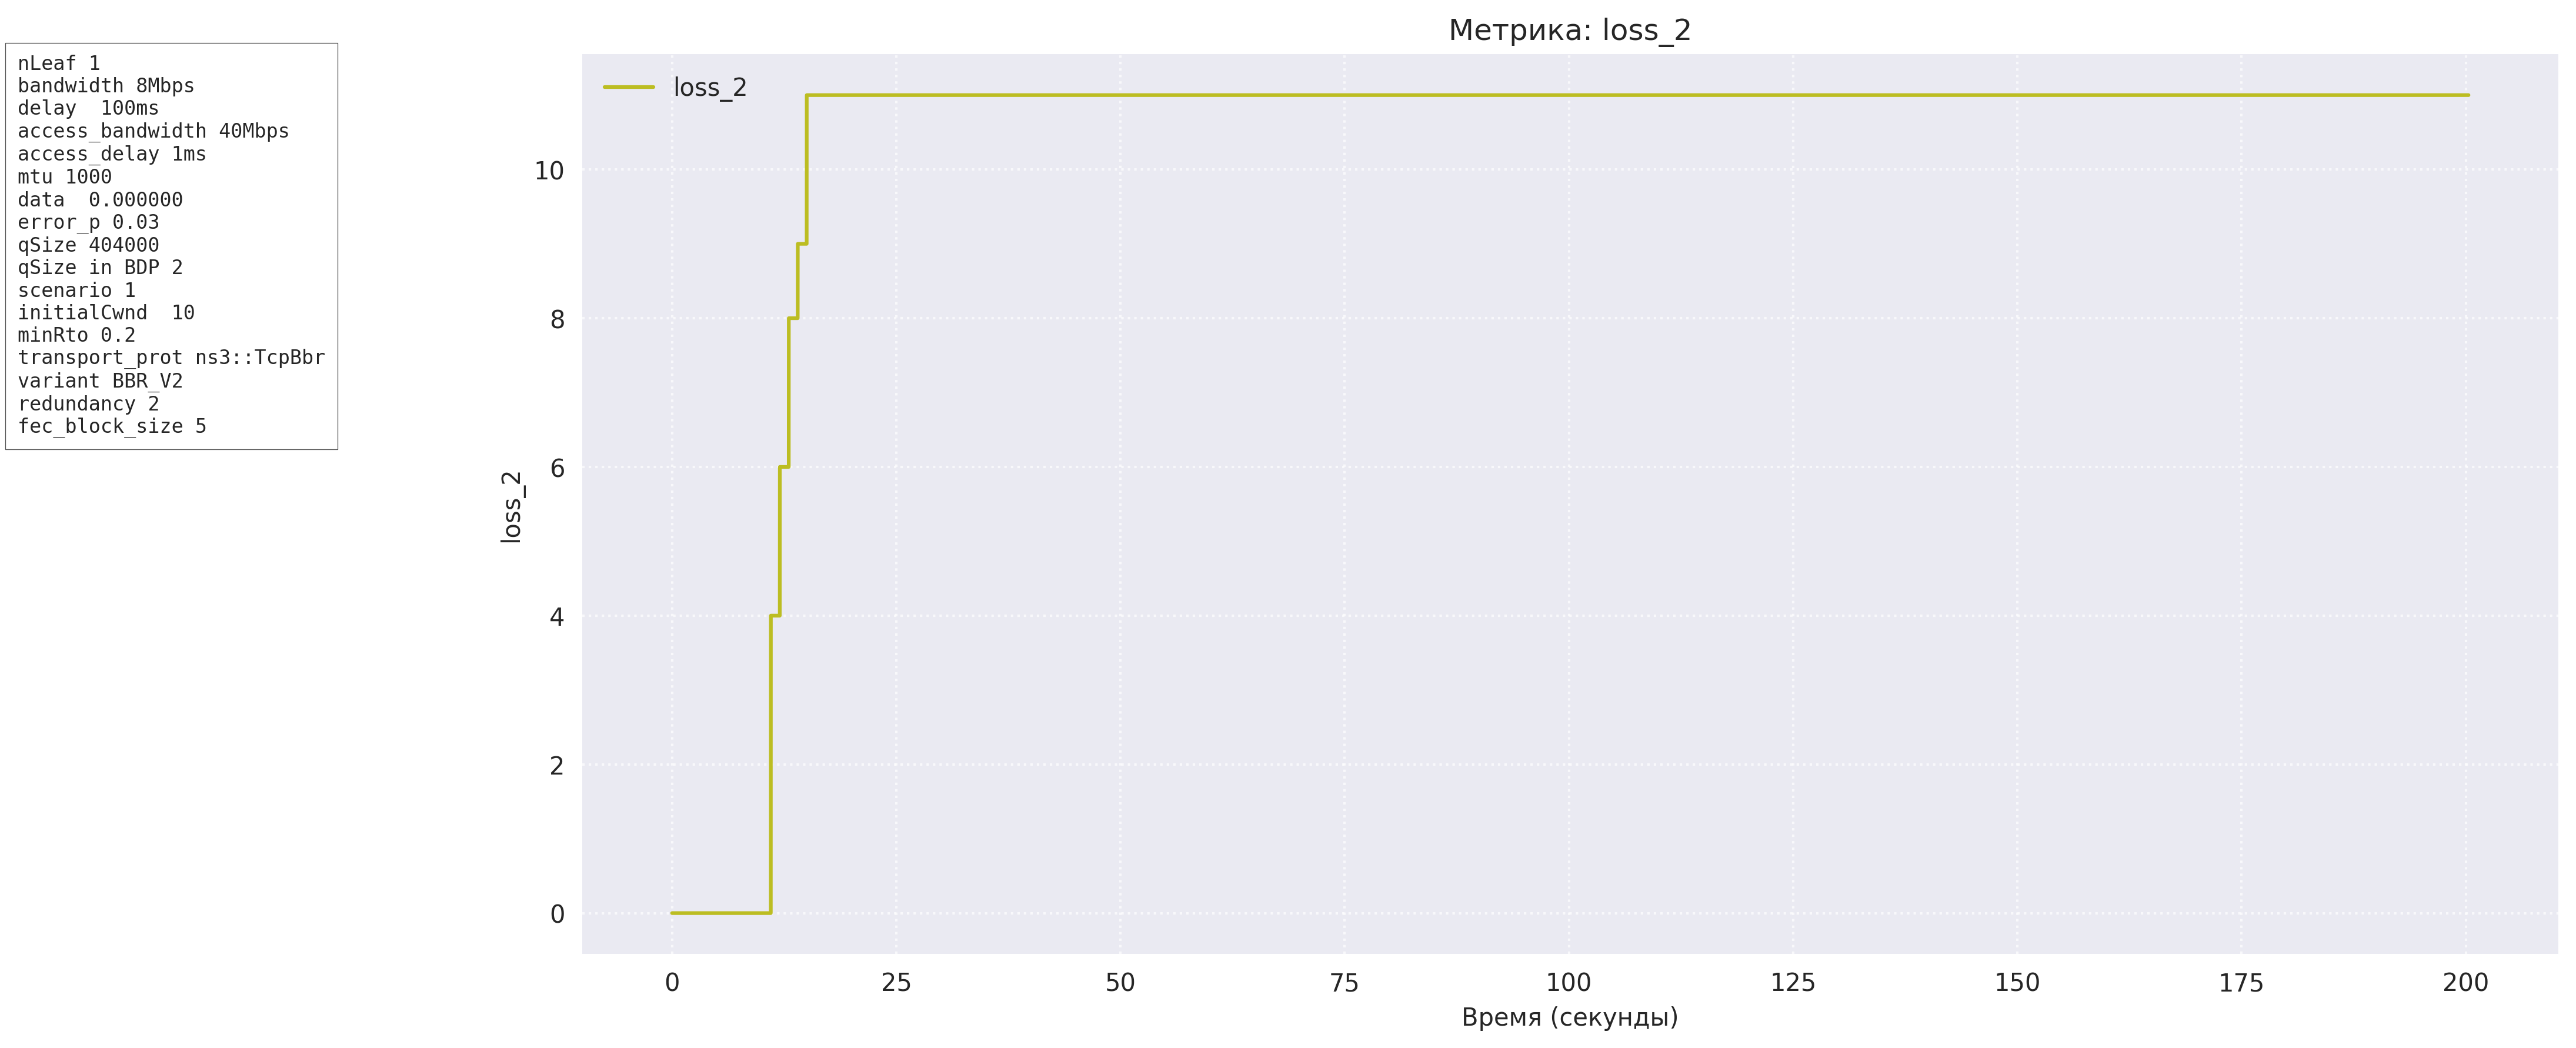 Метрика: loss_2
nLeaf 1
bandwidth 8Mbps
delay  100ms
access_bandwidth 40Mbps
access_delay 1ms
mtu 1000
data  0.000000
error_p 0.03
qSize 404000
qSize in BDP 2
scenario 1
initialCwnd  10
minRto 0.2
transport_prot ns3::TcpBbr
variant BBR_V2
redundancy 2
fec_block_size 5
loss_2
loss_2
10
8
6
4
2
0
0 25 50 75 100 125 150 175 200
Время (секунды)